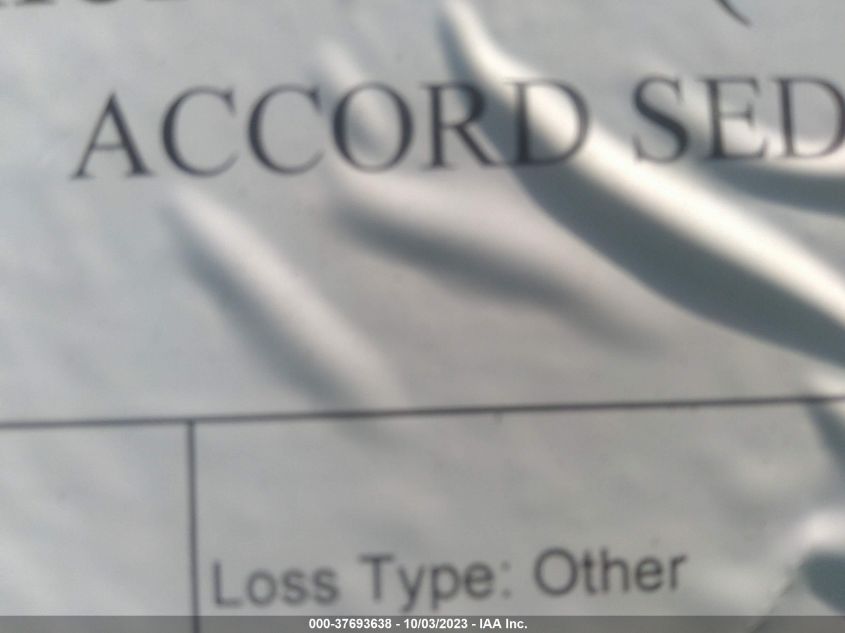 ACCORD SED
Loss Type: Other
000-37693638 - 10/03/2023 - IAA Inc.